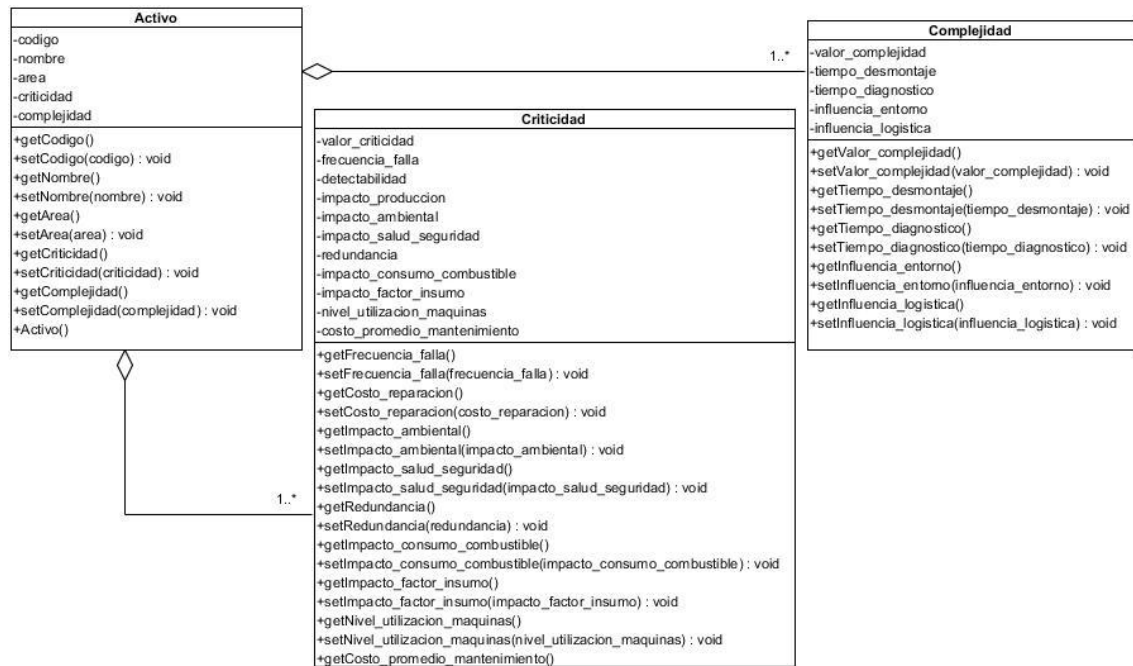 Activo
-codigo
-nombre
-area
-criticidad
-complejidad
+getCodigo()
+setCodigo(codigo) : void
+getNombre()
+setNombre(nombre) : void
+getArea()
+setArea(area) : void
+getCriticidad()
+setCriticidad(criticidad) : void
+getComplejidad()
+setComplejidad(complejidad) : void
+Activo()
1..*
Complejidad
-valor_complejidad
-tiempo_desmontaje
-tiempo_diagnostico
-influencia_entorno
-influencia_logistica
+getValor_complejidad()
+setValor_complejidad(valor_complejidad) : void
+getTiempo_desmontaje()
+setTiempo_desmontaje(tiempo_desmontaje) : void
+getTiempo_diagnostico()
+setTiempo_diagnostico(tiempo_diagnostico) : void
+getInfluencia_entorno()
+setInfluencia_entorno(influencia_entorno) : void
+getInfluencia_logistica()
+setInfluencia_logistica(influencia_logistica) : void
1..*
Criticidad
-valor_criticidad
-frecuencia_falla
-detectabilidad
-impacto_produccion
-impacto_ambiental
-impacto_salud_seguridad
-redundancia
-impacto_consumo_combustible
-impacto_factor_insumo
-nivel_utilizacion_maquinas
-costo_promedio_mantenimiento
+getFrecuencia_falla()
+setFrecuencia_falla(frecuencia_falla) : void
+getCosto_reparacion()
+setCosto_reparacion(costo_reparacion) : void
+getImpacto_ambiental()
+setImpacto_ambiental(impacto_ambiental) : void
+getImpacto_salud_seguridad()
+setImpacto_salud_seguridad(impacto_salud_seguridad) : void
+getRedundancia()
+setRedundancia(redundancia) : void
+getImpacto_consumo_combustible()
+setImpacto_consumo_combustible(impacto_consumo_combustible) : void
+getImpacto_factor_insumo()
+setImpacto_factor_insumo(impacto_factor_insumo) : void
+getNivel_utilizacion_maquinas()
+setNivel_utilizacion_maquinas(nivel_utilizacion_maquinas) : void
+getCosto_promedio_mantenimiento()